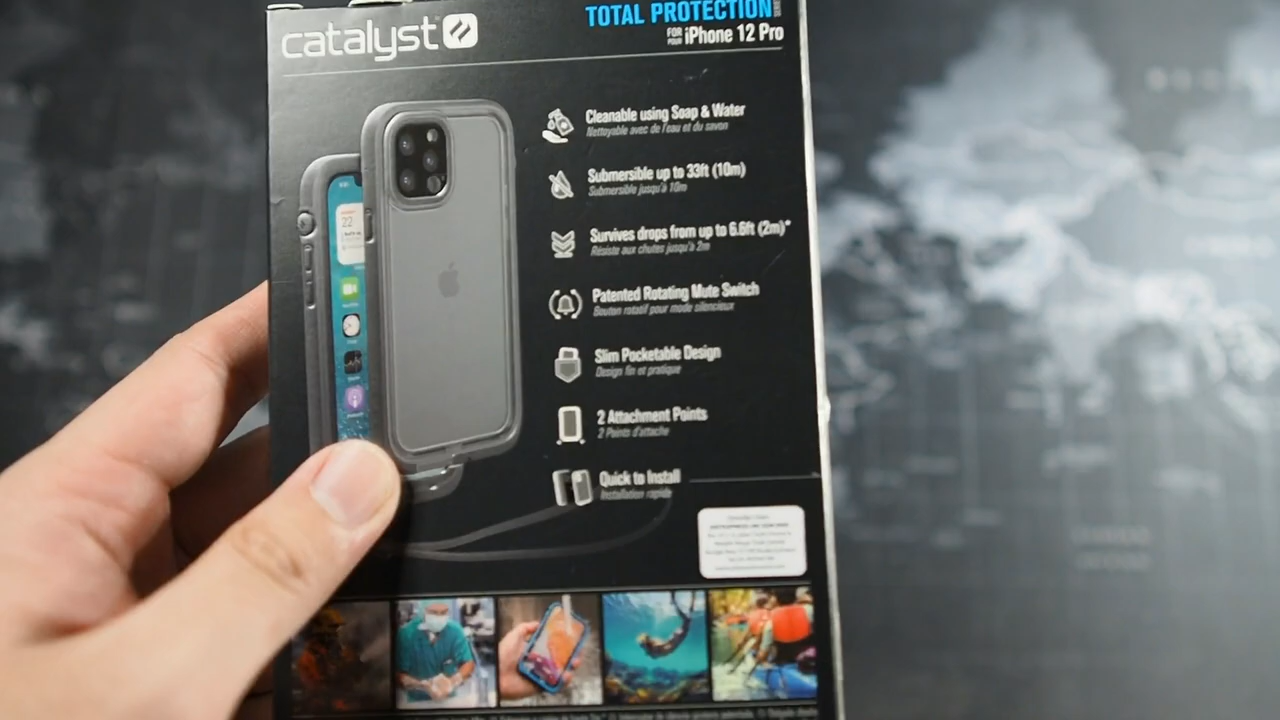 catalyst
TOTAL PROTECTION
FOR YOUR iPhone 12 Pro
Cleanable using Soap & Water
Nettoyable avec de l'eau et du savon
Submersible up to 33ft (10m)
Submersible jusqu'à 10m
Survives drops from up to 6.6ft (2m)*
Résiste aux chutes jusqu'à 2m
Patented Rotating Mute Switch
Bouton rotatif pour mode silencieux
Slim Pocketable Design
Design fin et pratique
2 Attachment Points
2 Points d'attache
Quick to Install
Installation rapide
22